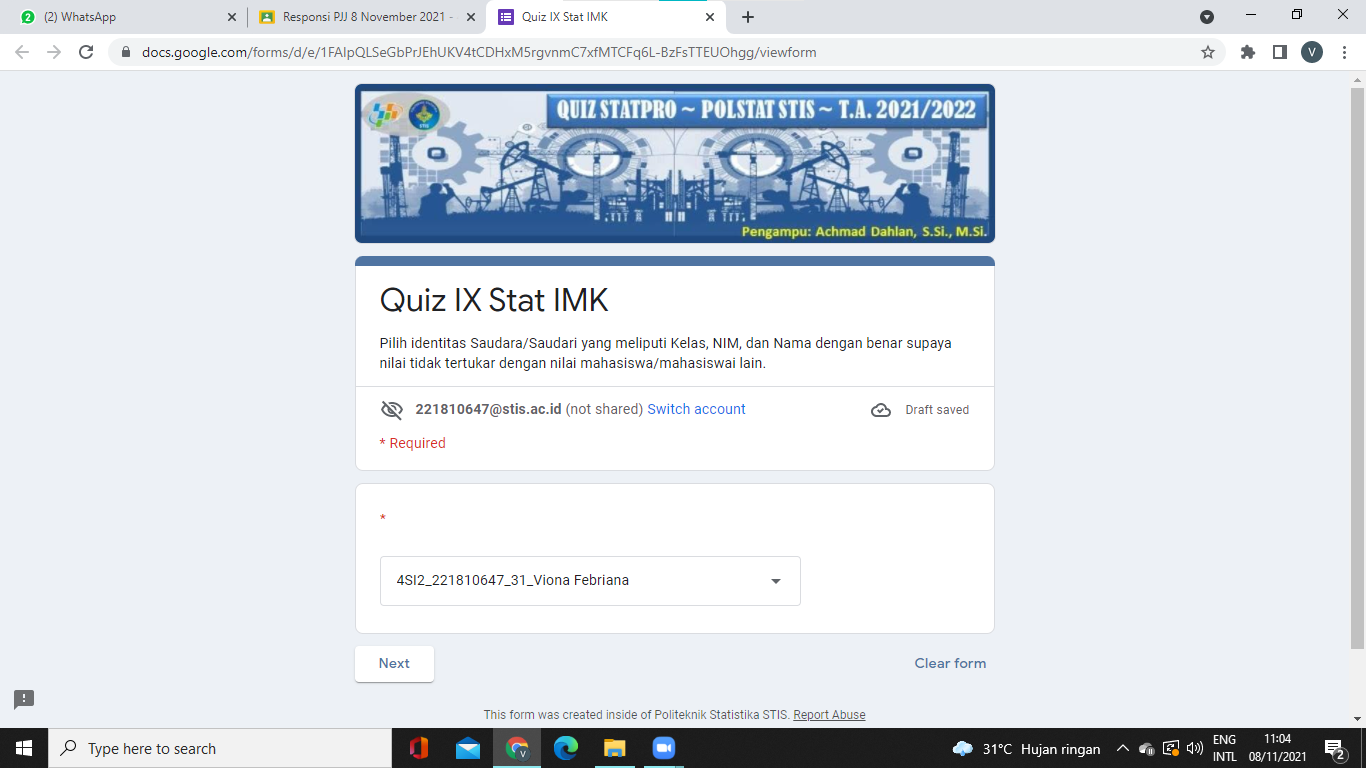 (2) WhatsApp
Responsi PJJ 8 November 2021 -
Quiz IX Stat IMK
docs.google.com/forms/d/e/1FAIpQLSeGbPrJEhUKV4tCDHxM5rgvnmC7xfMTCFq6L-BzFsTTEUOhgg/viewform
V
QUIZ STATPRO ~ POLSTAT STIS ~ T.A. 2021/2022
Pengampu: Achmad Dahlan, S.Si., M.Si.
Quiz IX Stat IMK
Pilih identitas Saudara/Saudari yang meliputi Kelas, NIM, dan Nama dengan benar supaya
nilai tidak tertukar dengan nilai mahasiswa/mahasiswai lain.
221810647@stis.ac.id (not shared) Switch account
Draft saved
* Required
*
4SI2_221810647_31_Viona Febriana
Next
Clear form
This form was created inside of Politeknik Statistika STIS. Report Abuse
Type here to search
31°C Hujan ringan
ENG
INTL
11:04
08/11/2021
2